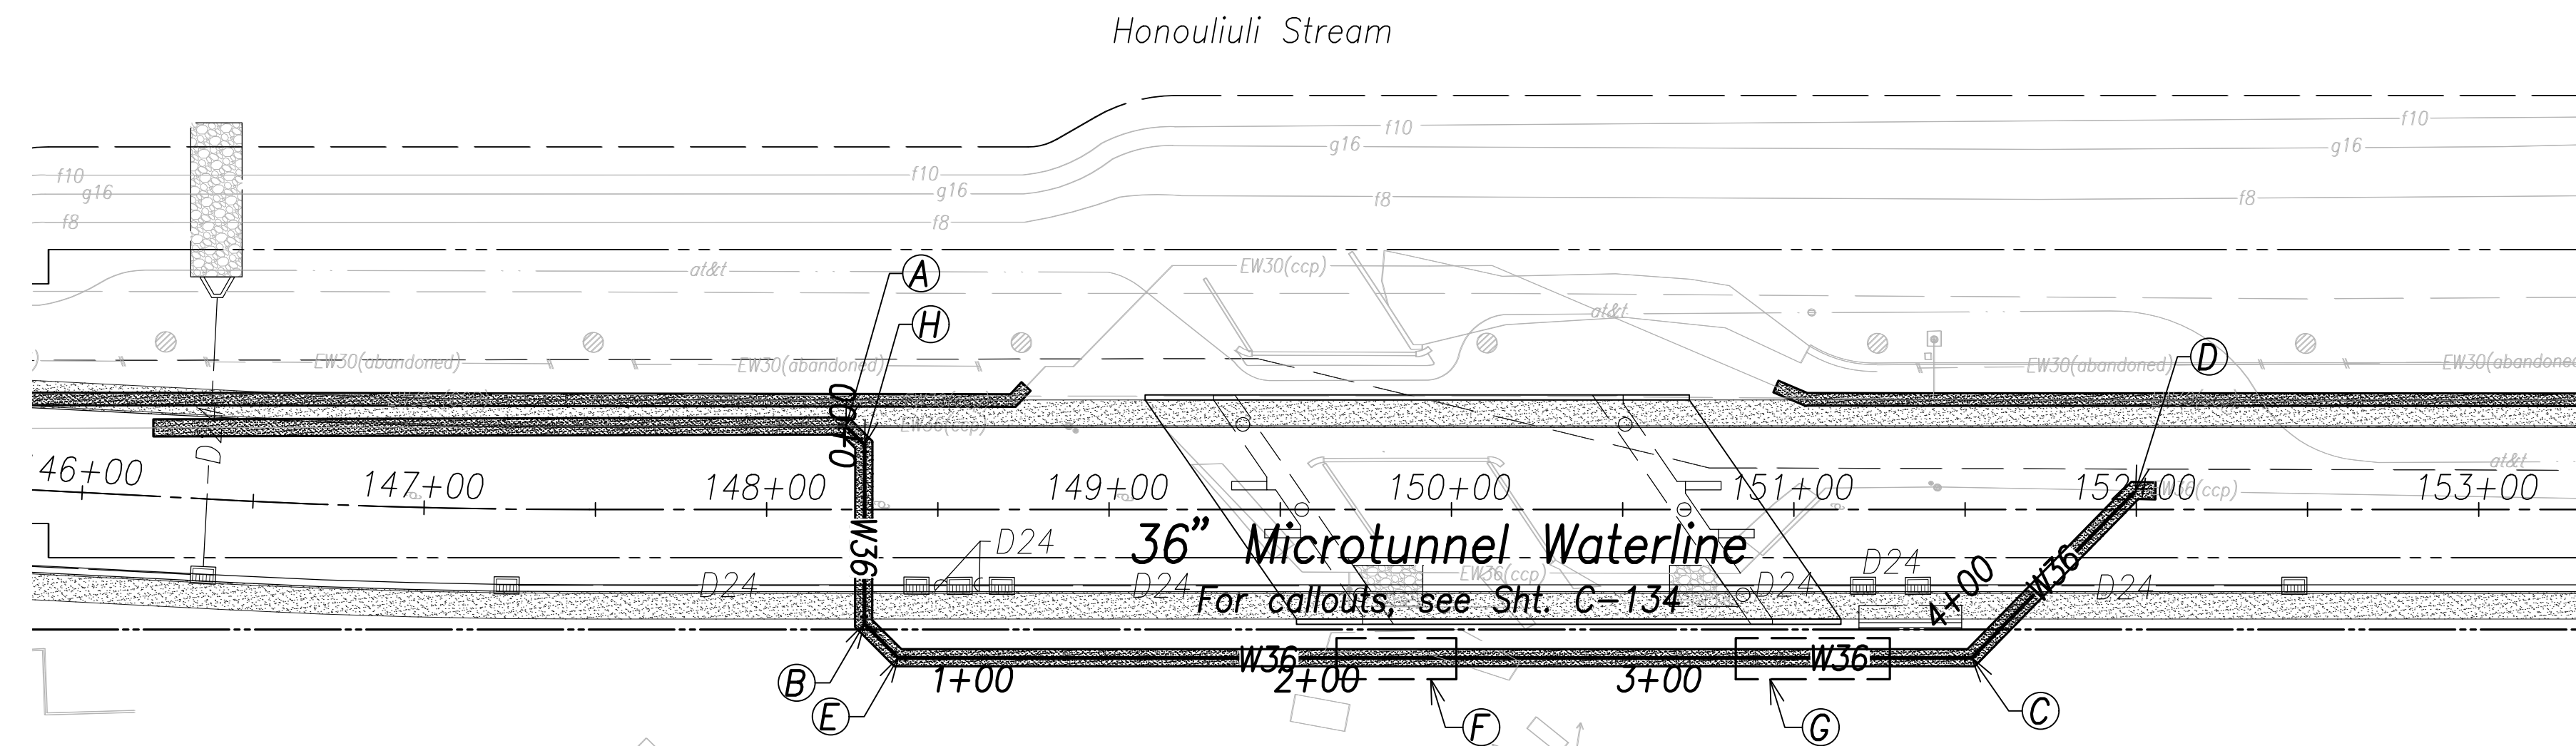 Honouliuli Stream
f10
f10
g16
g16
f10
g16
f10
g16
f8
f8
f8
f8
at&t
EW30(ccp)
A
at&t
H
EW30(abandoned)
EW30(abandoned)
EW30(abandoned)
EW30(abandoned
D
0+00
EW36(ccp)
D
at&t
46+00
147+00
148+00
149+00
150+00
151+00
152+00
(ccp)
153+00
W36
D24
36" Microtunnel Waterline
D24
D24
D24
EW36(ccp)
D24
4+00
W36
D24
For callouts, see Sht. C-134
W36
W36
B
1+00
2+00
3+00
E
F
G
C